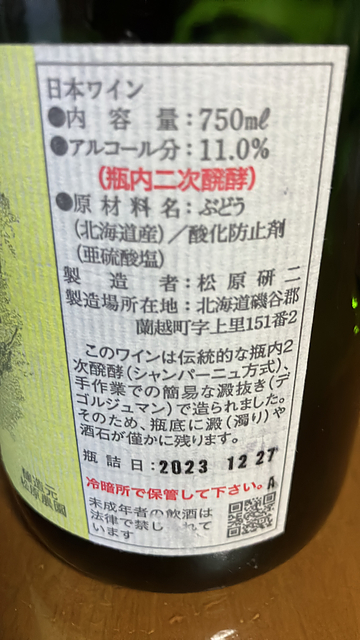 日本ワイン
●内容量：750mℓ
●アルコール分：11.0%
(瓶内二次醗酵)
●原材料名：ぶどう
(北海道産)／酸化防止剤
(亜硫酸塩)
製造者：松原研二
製造場所在地：北海道磯谷郡
蘭越町字上里151番2
このワインは伝統的な瓶内2
次醗酵(シャンパーニュ方式)、
手作業での簡易な澱抜き(デ
ゴルジュマン)で造られました。
そのため、瓶底に澱(濁り)や
酒石が僅かに残ります。
瓶詰日：2023 12 27
冷暗所で保管して下さい。A
未成年者の飲酒は
法律で禁じれて
います
醸造元
松原農園